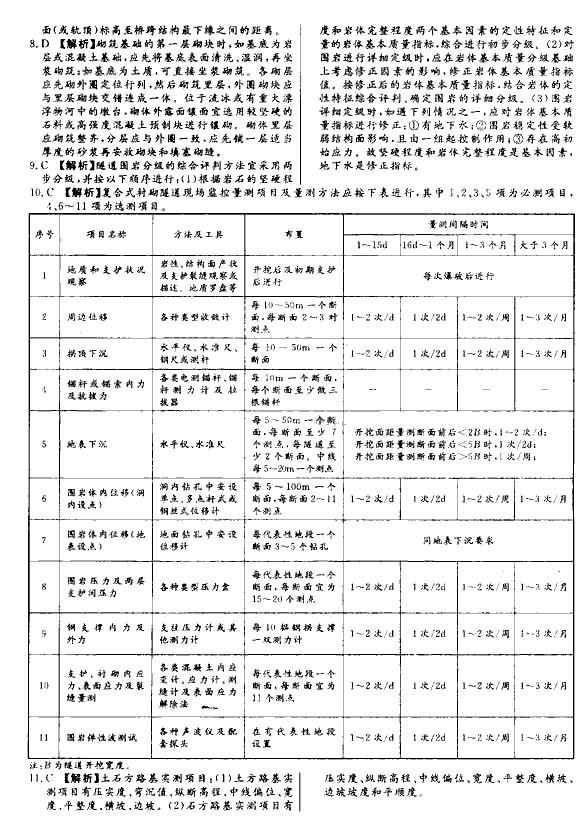 面(或轨顶)标高至桥跨结构最下缘之间的距离。
8. D 【解析】砌筑基础的第一层砌块时,如基底为岩
层或混凝土基础,应先将基底表面清洗、湿润,再坐
浆砌筑;如基底为土质,可直接坐浆砌筑。各砌层
应先砌外圈定位行列,然后砌筑里层,外圈砌块应
与里层砌块交错连成一体。位于流冰或有重大漂
浮物河中的墩台,砌体外露面镶面宜选用较坚硬的
石料或高强度混凝土预制块进行镶砌。砌体里层
应砌筑整齐,分层应与外圈一致,应先铺一层适当
厚度的砂浆再安放砌块和填塞砌缝。
9. C 【解析】隧道围岩分级的综合评判方法宜采用两
步分级,并按以下顺序进行:(1)根据岩石的坚硬程
度和岩体完整程度两个基本因素的定性特征和定
量的岩体基本质量指标,综合进行初步分级。(2)对
围岩进行详细定级时,应在岩体基本质量分级基础
上考虑修正因素的影响,修正岩体基本质量指标
值。按修正后的岩体基本质量指标,结合岩体的定
性特征综合评判,确定围岩的详细分级。(3)围岩
详细定级时,如遇下列情况之一,应对岩体基本质
量指标进行修正:①有地下水;②围岩稳定性受软
弱结构面影响,且由一组起控制作用;③存在高初
始应力。故坚硬程度和岩体完整程度是基本因素,
地下水是修正指标。
10. C 【解析】复合式衬砌隧道现场监控量测项目及量测方法应按下表进行,其中1、2、3、5项为必测项目,
4、6～11项为选测项目。
序号 项目名称 方法及工具 布置 量测间隔时间
1～15d 16d～1个月 1～3个月 大于3个月
1 地质和支护状况观察 岩性、结构面产状及支护裂缝观察或描述,地质罗盘等 开挖后及初期支护后进行 每次爆破后进行
2 周边位移 各种类型收敛计 每10～50m一个断面,每断面2～3对测点 1～2次/d 1次/2d 1～2次/周 1～3次/月
3 拱顶下沉 水平仪、水准尺、钢尺或测杆 每10～50m一个断面 1～2次/d 1次/2d 1～2次/周 1～3次/月
4 锚杆或锚索内力及抗拔力 各类电测锚杆、锚杆测力计及拉拔器 每10m一个断面,每个断面至少做三根锚杆 — — — —
5 地表下沉 水平仪、水准尺 每5～50m一个断面,每断面至少7个测点,每隧道至少2个断面。中线每5～20m一个测点 开挖面距量测断面前后<2B时,1～2次/d;
开挖面距量测断面前后<5B时,1次/2d;
开挖面距量测断面前后>5B时,1次/周;
6 围岩体内位移(洞内设点) 洞内钻孔中安设单点、多点杆式或钢丝式位移计 每5～100m一个断面,每断面2～11个测点 1～2次/d 1次/2d 1～2次/周 1～3次/月
7 围岩体内位移(地表设点) 地面钻孔中安设位移计 每代表性地段一个断面3～5个钻孔 同地表下沉要求
8 围岩压力及两层支护间压力 各种类型压力盒 每代表性地段一个断面,每断面宜为15～20个测点 1～2次/d 1次/2d 1～2次/周 1～3次/月
9 钢支撑内力及外力 支柱压力计或其他测力计 每10榀钢拱支撑一双测力计 1～2次/d 1次/2d 1～2次/周 1～3次/月
10 支护、衬砌内应力、表面应力及裂缝量测 各类混凝土内应变计、应力计、测缝计及表面应力解除法 每代表性地段一个断面,每断面宜为11个测点 1～2次/d 1次/2d 1～2次/周 1～3次/月
11 围岩弹性波测试 各种声波仪及配套探头 在有代表性地段设置 1～2次/d 1次/2d 1～2次/周 1～3次/月
注:B为隧道开挖宽度。
11. C 【解析】土石方路基实测项目:(1)土方路基实
测项目有压实度、弯沉值、纵断高程、中线偏位、宽
度、平整度、横坡、边坡。(2)石方路基实测项目有
压实度、纵断高程、中线偏位、宽度、平整度、横坡、
边坡坡度和平顺度。